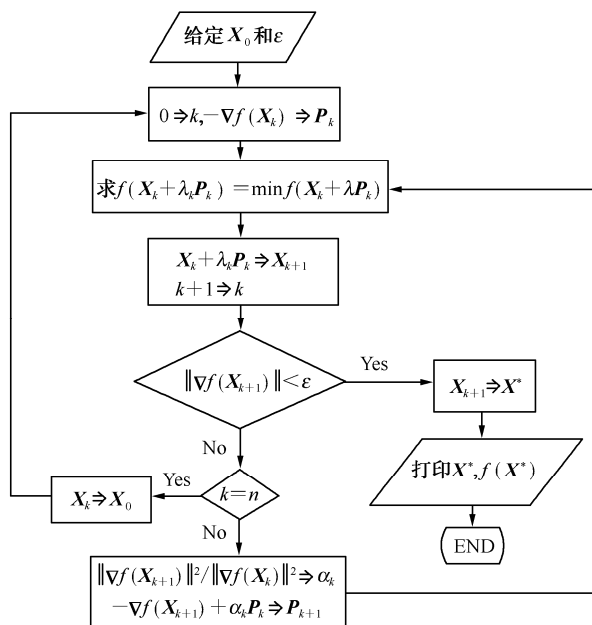 给定X₀和ε
0⇒k,−∇f(Xₖ)⇒Pₖ
求f(Xₖ+λₖPₖ)=minf(Xₖ+λPₖ)
Xₖ+λₖPₖ⇒Xₖ₊₁
k+1⇒k
‖∇f(Xₖ₊₁)‖<ε
Yes
Xₖ₊₁⇒X*
No
打印X*,f(X*)
k=n
Yes
Xₖ⇒X₀
No
END
‖∇f(Xₖ₊₁)‖²/‖∇f(Xₖ)‖²⇒αₖ
−∇f(Xₖ₊₁)+αₖPₖ⇒Pₖ₊₁